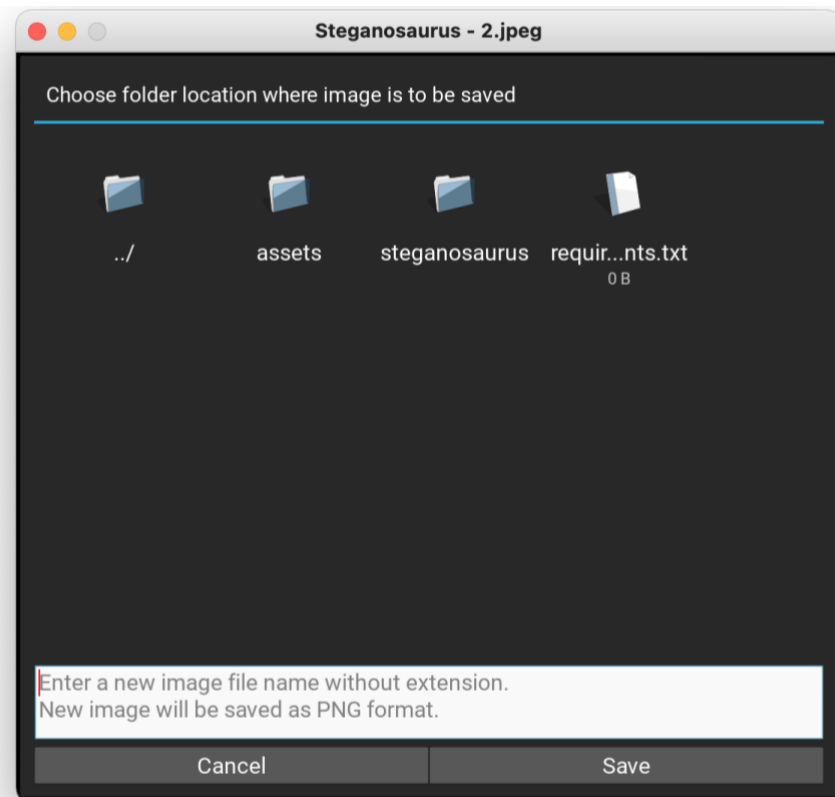 Steganosaurus - 2.jpeg
Choose folder location where image is to be saved
../ assets steganosaurus requir...nts.txt
0 B
Enter a new image file name without extension.
New image will be saved as PNG format.
Cancel Save